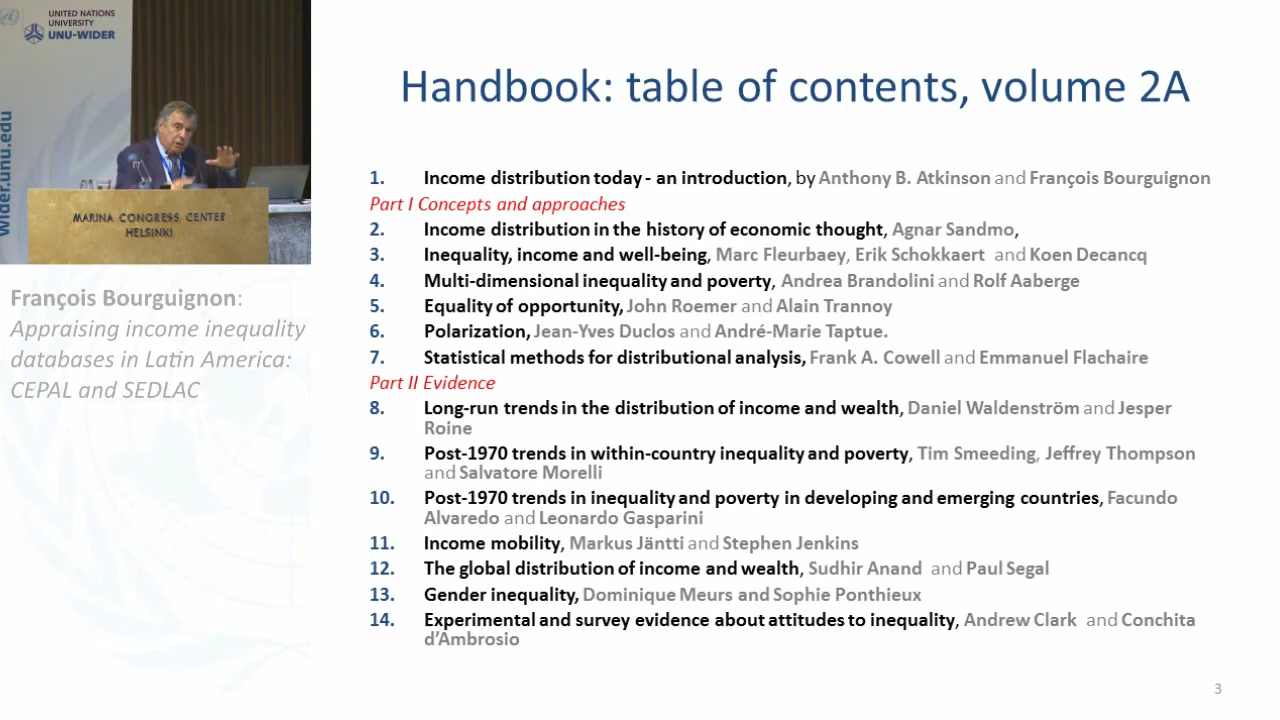 UNITED NATIONS
UNIVERSITY
UNU-WIDER
wider.unu.edu
MARINA CONGRESS CENTER
HELSINKI
François Bourguignon:
Appraising income inequality
databases in Latin America:
CEPAL and SEDLAC
Handbook: table of contents, volume 2A
1. Income distribution today - an introduction, by Anthony B. Atkinson and François Bourguignon
Part I Concepts and approaches
2. Income distribution in the history of economic thought, Agnar Sandmo,
3. Inequality, income and well-being, Marc Fleurbaey, Erik Schokkaert and Koen Decancq
4. Multi-dimensional inequality and poverty, Andrea Brandolini and Rolf Aaberge
5. Equality of opportunity, John Roemer and Alain Trannoy
6. Polarization, Jean-Yves Duclos and André-Marie Taptue.
7. Statistical methods for distributional analysis, Frank A. Cowell and Emmanuel Flachaire
Part II Evidence
8. Long-run trends in the distribution of income and wealth, Daniel Waldenström and Jesper
Roine
9. Post-1970 trends in within-country inequality and poverty, Tim Smeeding, Jeffrey Thompson
and Salvatore Morelli
10. Post-1970 trends in inequality and poverty in developing and emerging countries, Facundo
Alvaredo and Leonardo Gasparini
11. Income mobility, Markus Jäntti and Stephen Jenkins
12. The global distribution of income and wealth, Sudhir Anand and Paul Segal
13. Gender inequality, Dominique Meurs and Sophie Ponthieux
14. Experimental and survey evidence about attitudes to inequality, Andrew Clark and Conchita
d'Ambrosio
3